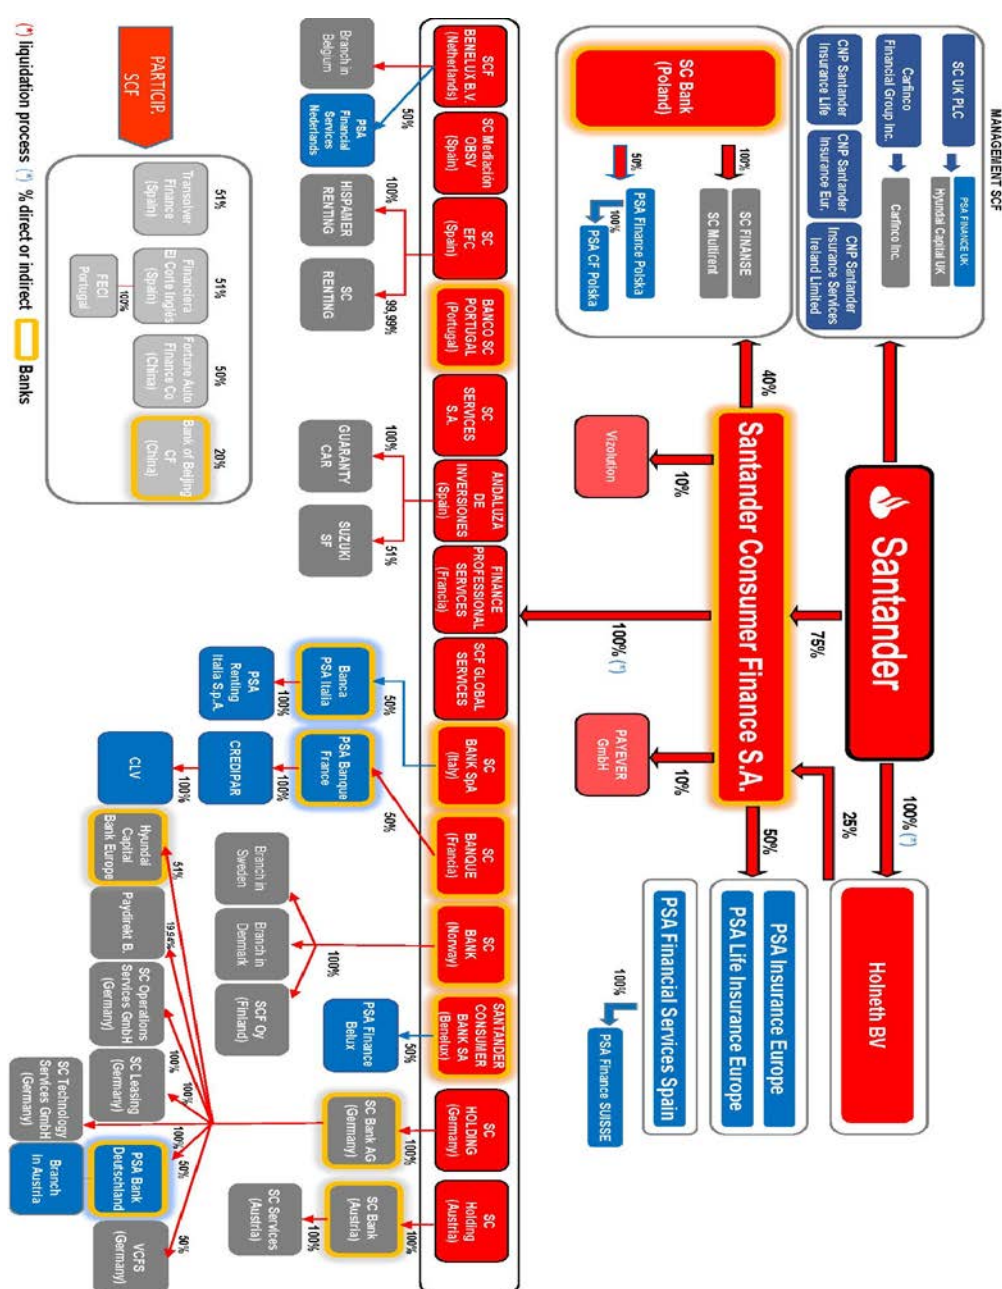 MANAGEMENT SCF
SC UK PLC
PSA FINANCE UK
Hyundai Capital UK
Carfinco
Financial Group Inc.
Carfinco Inc.
CNP Santander
Insurance Life
CNP Santander
Insurance Eur.
CNP Santander
Insurance Services
Ireland Limited
Santander
100% (*)
Holneth BV
75%
25%
SC Bank
(Poland)
100%
SC FINANSE
SC Multirent
50%
PSA Finance Polska
100%
PSA CF Polska
40%
Santander Consumer Finance S.A.
50%
PSA Insurance Europe
PSA Life Insurance Europe
PSA Financial Services Spain
100%
PSA Finance SUISSE
10%
Vizolution
100% (*)
10%
PAYEVER
GmbH
SCF
BENELUX B.V.
(Netherlands)
SC Mediación
OBSV
(Spain)
SC
EFC
(Spain)
BANCO SC
PORTUGAL
(Portugal)
SC
SERVICES
S.A.
ANDALUZA
DE
INVERSIONES
(Spain)
FINANCE
PROFESSIONAL
SERVICES
(Francia)
SCF GLOBAL
SERVICES
SC
BANK SpA
(Italy)
SC
BANQUE
(Francia)
SC
BANK
(Norway)
SANTANDER
CONSUMER
BANK SA
(Benelux)
SC
HOLDING
(Germany)
SC
Holding
(Austria)
Branch in
Belgium
50%
PSA
Financial
Services
Nederlands
100%
HISPAMER
RENTING
99,99%
SC
RENTING
100%
GUARANTY
CAR
51%
SUZUKI
SF
50%
Banca
PSA Italia
100%
PSA
Renting
Italia S.p.A.
50%
PSA Banque
France
100%
CREDIPAR
100%
CLV
100%
Branch in
Sweden
Branch in
Denmark
SCF Oy
(Finland)
50%
PSA Finance
Belux
100%
SC Bank AG
(Germany)
100%
SC Bank
(Austria)
100%
SC Services
(Austria)
51%
Hyundai
Capital
Bank Europe
19,94%
Paydirekt B.
100%
SC Operations
Services GmbH
(Germany)
100%
SC Leasing
(Germany)
100%
SC Technology
Services GmbH
(Germany)
50%
PSA Bank
Deutschland
Branch
in Austria
50%
VCFS
(Germany)
PARTICIP.
SCF
51%
Transolver
Finance
(Spain)
51%
Financiera
El Corte Inglés
(Spain)
100%
FECI
Portugal
50%
Fortune Auto
Finance Co
(China)
20%
Bank of Beijing
CF
(China)
(*) liquidation process (*) % direct or indirect Banks